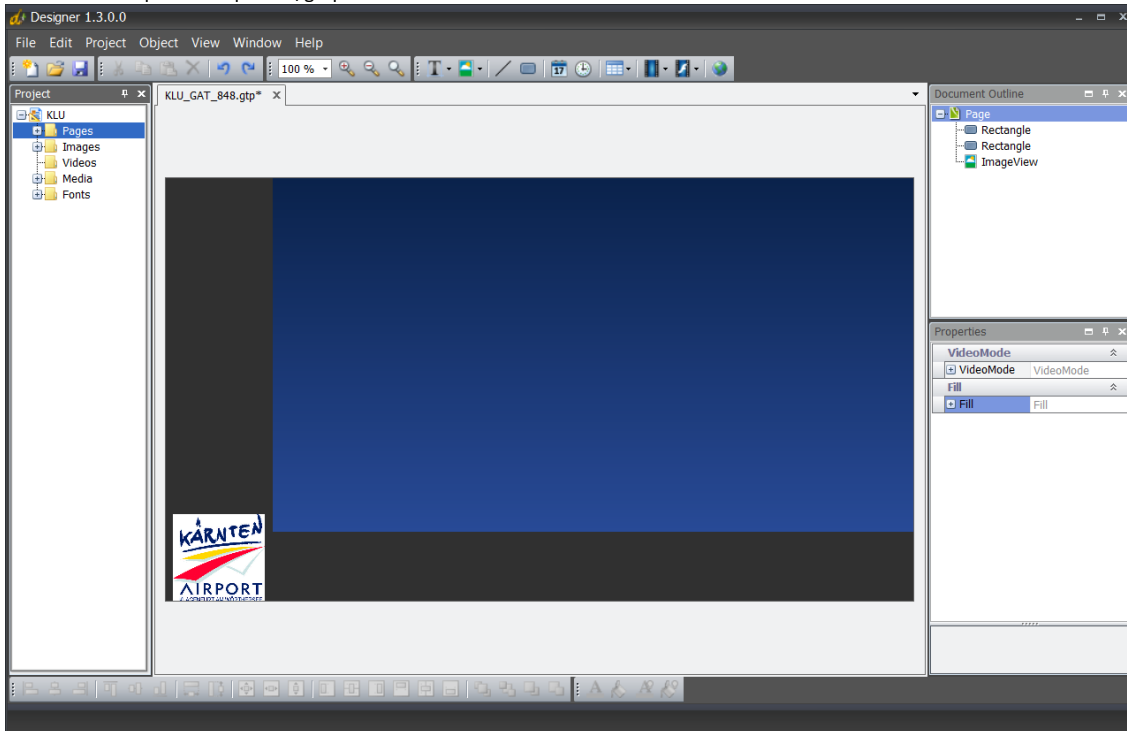 Designer 1.3.0.0
File Edit Project Object View Window Help
100 %
17
Project
KLU_GAT_848.gtp* X
Document Outline
KLU
Pages
Images
Videos
Media
Fonts
Page
Rectangle
Rectangle
ImageView
Properties
VideoMode
VideoMode VideoMode
Fill
Fill Fill
KÄRNTEN
AIRPORT